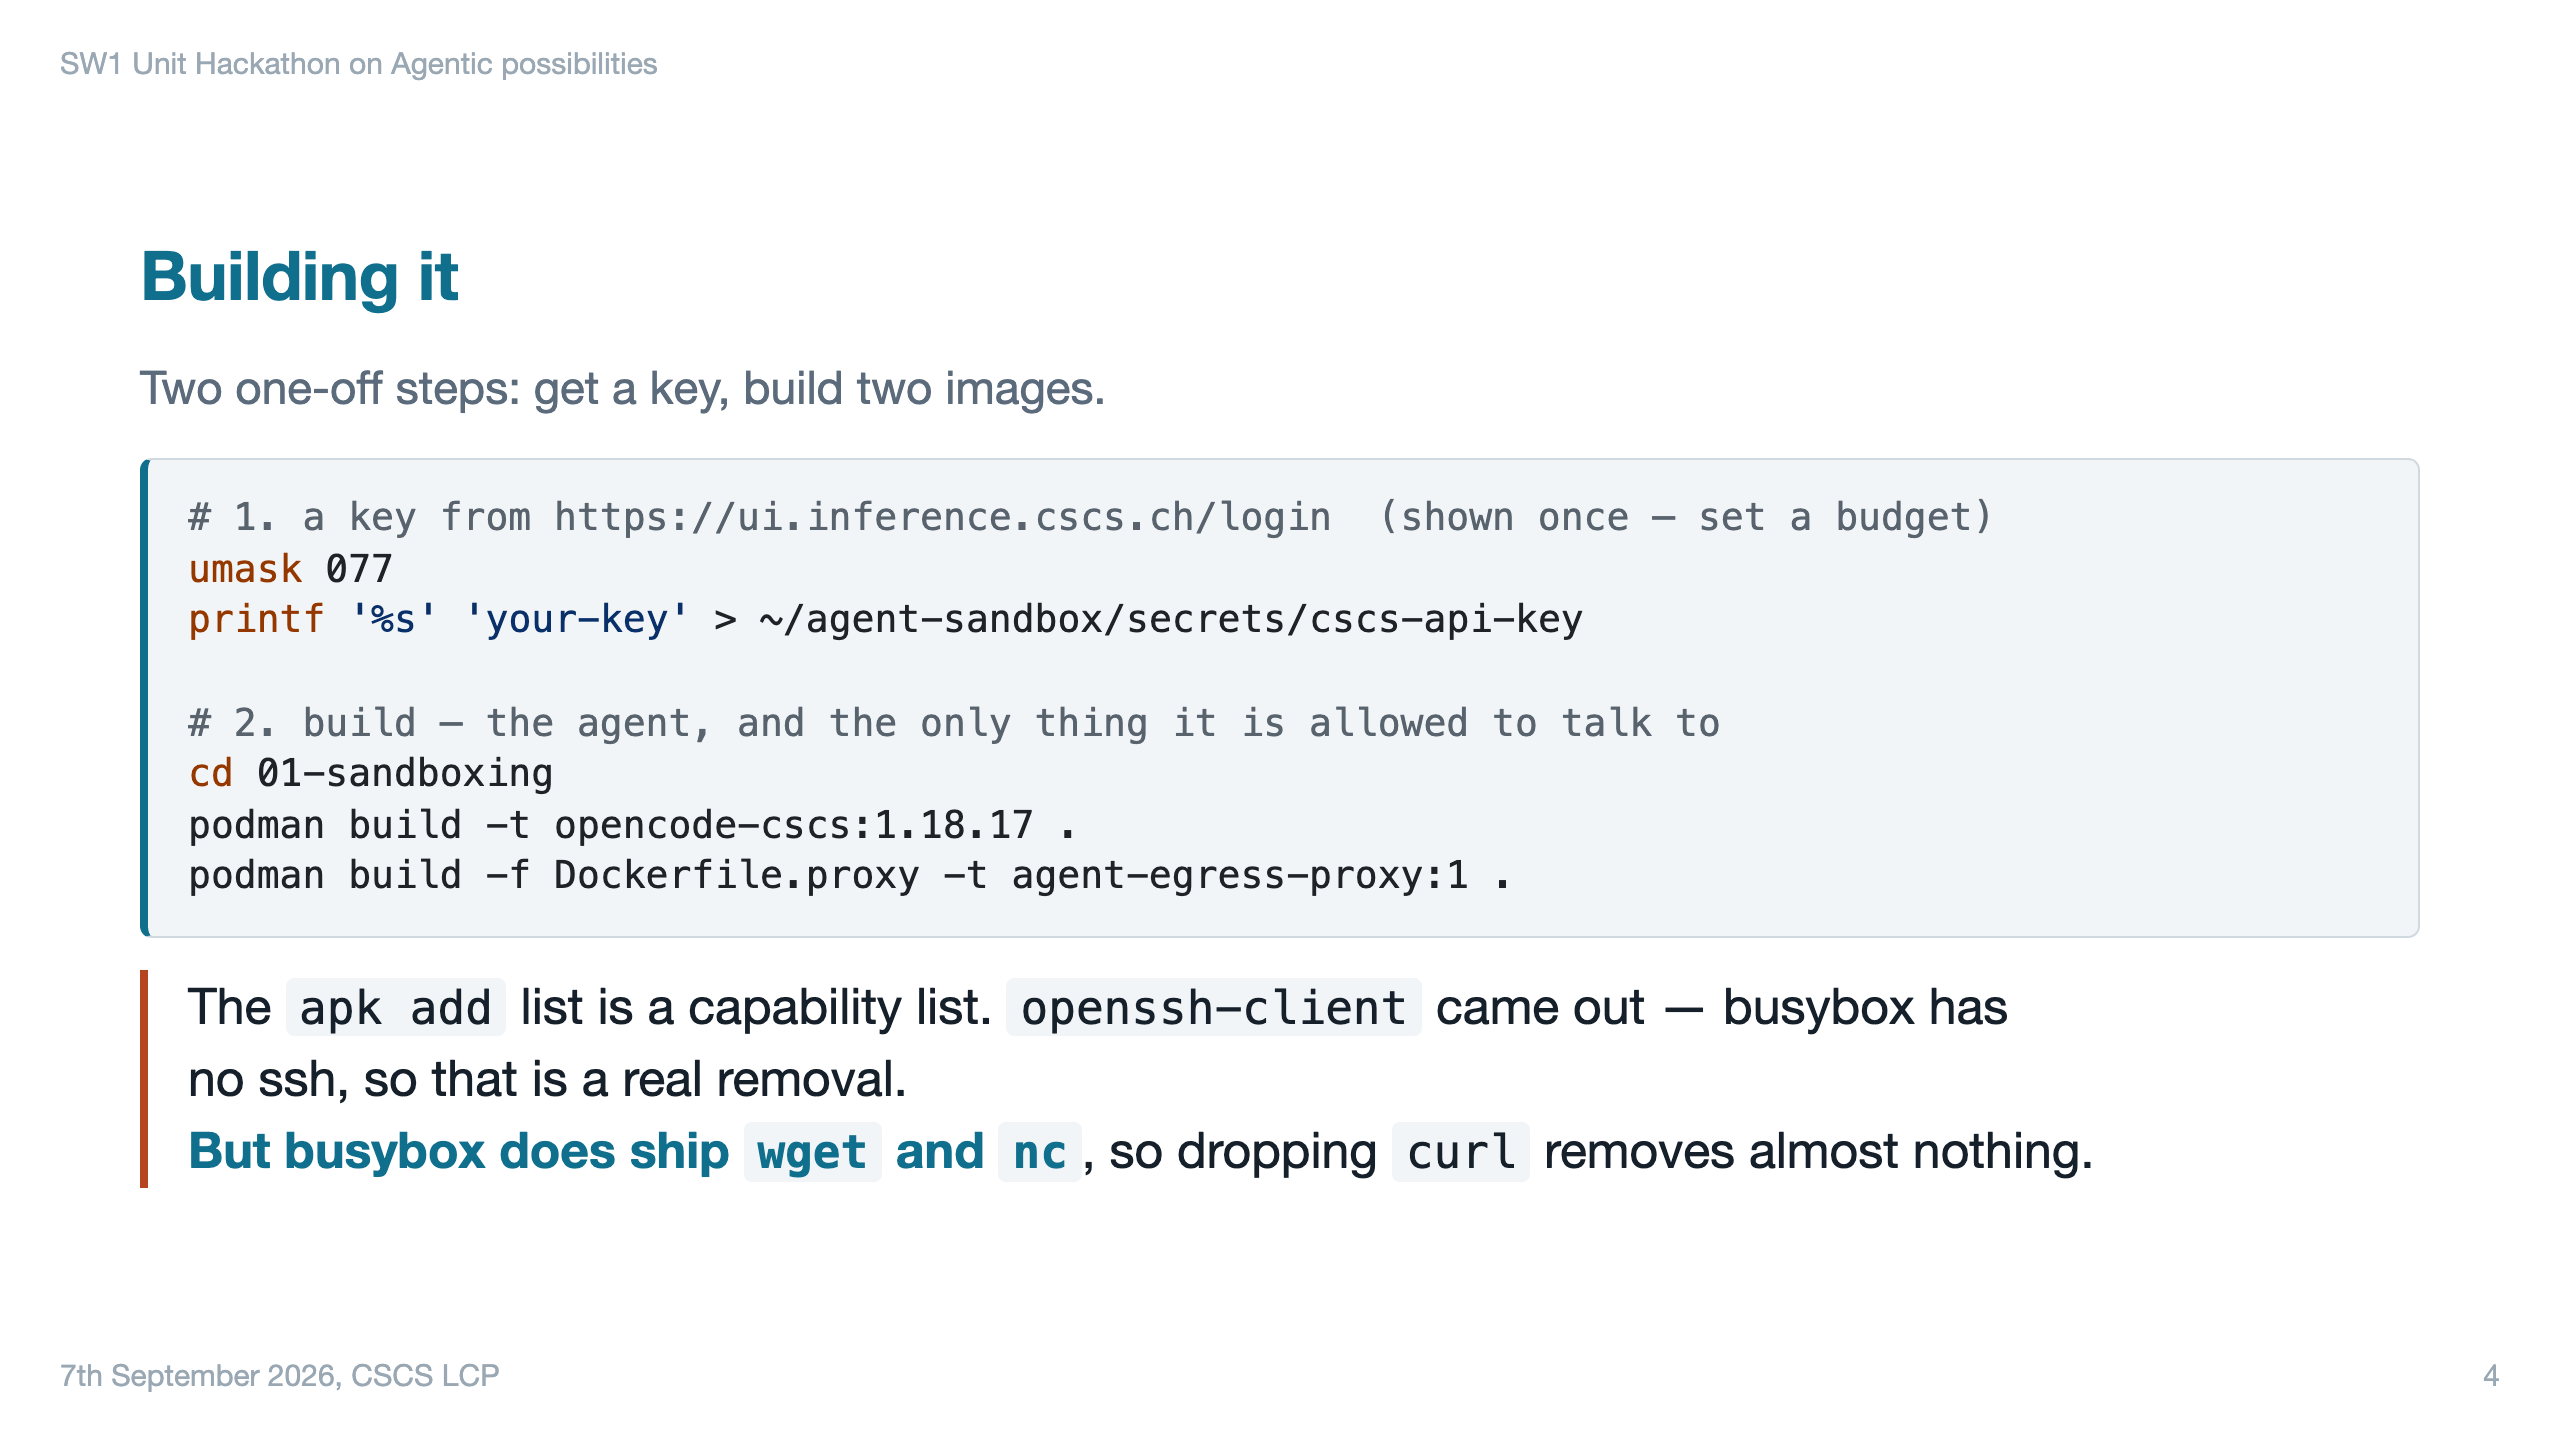 SW1 Unit Hackathon on Agentic possibilities
Building it
Two one-off steps: get a key, build two images.
# 1. a key from https://ui.inference.cscs.ch/login  (shown once — set a budget)
umask 077
printf '%s' 'your-key' > ~/agent-sandbox/secrets/cscs-api-key
# 2. build — the agent, and the only thing it is allowed to talk to
cd 01-sandboxing
podman build -t opencode-cscs:1.18.17 .
podman build -f Dockerfile.proxy -t agent-egress-proxy:1 .
The apk add list is a capability list. openssh-client came out — busybox has
no ssh, so that is a real removal.
But busybox does ship wget and nc, so dropping curl removes almost nothing.
7th September 2026, CSCS LCP
4